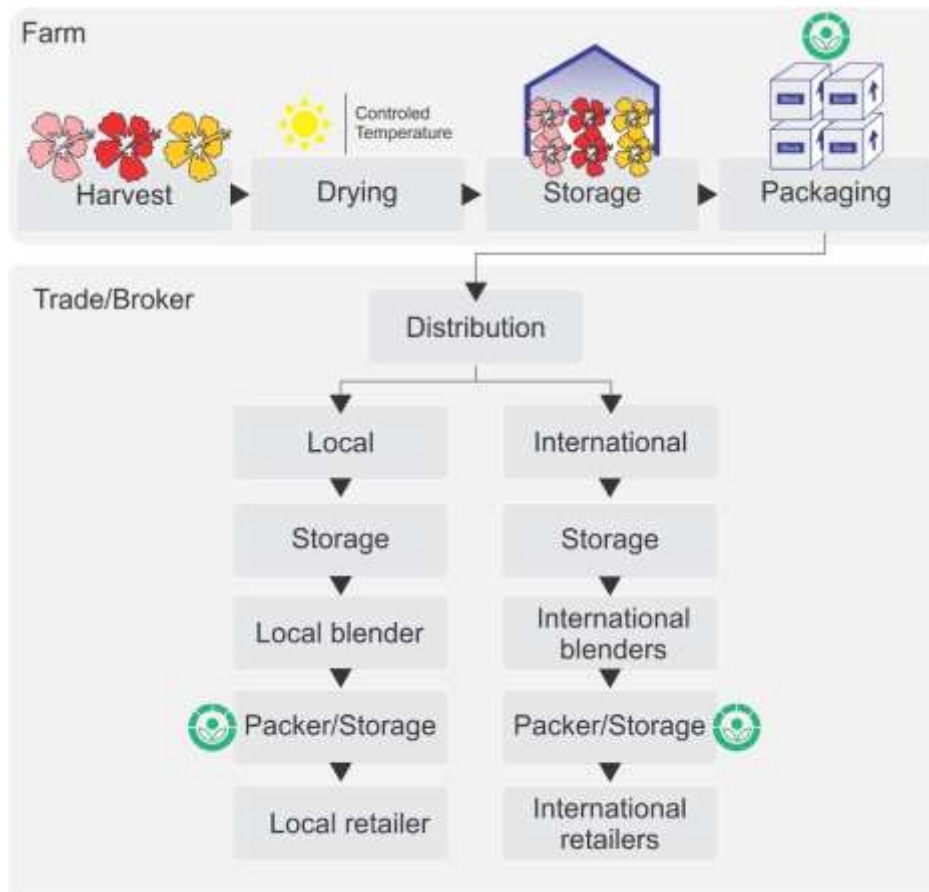 Farm
Controled
Temperature
Harvest
Drying
Storage
Packaging
Trade/Broker
Distribution
Local
International
Storage
Storage
Local blender
International
blenders
Packer/Storage
Packer/Storage
Local retailer
International
retailers